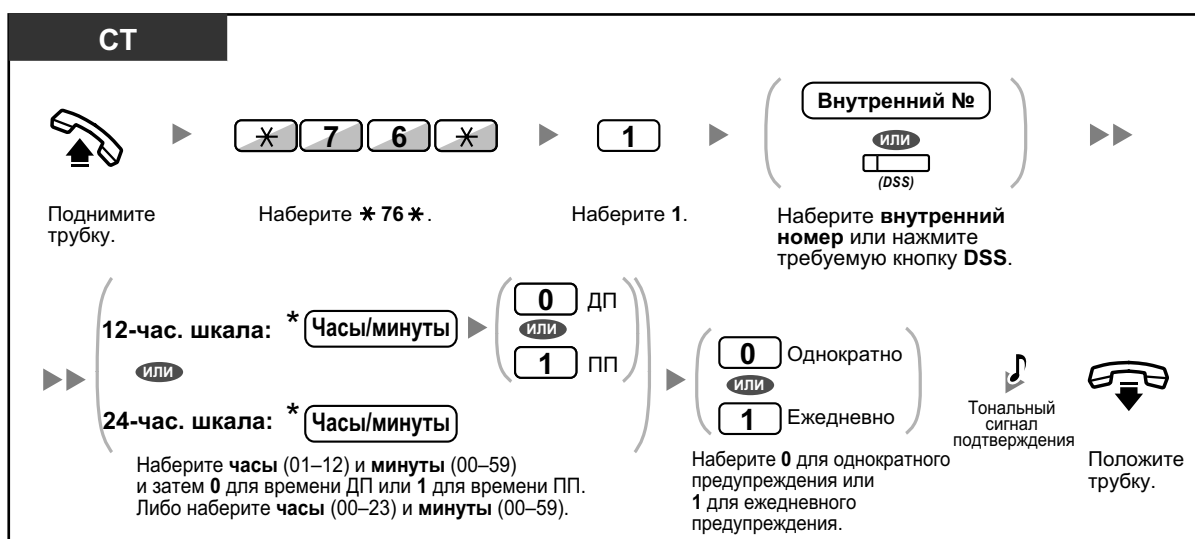 СТ
Поднимите
трубку.
✳ 7 6 ✳
Наберите ✳ 76 ✳.
1
Наберите 1.
Внутренний №
ИЛИ
(DSS)
Наберите внутренний
номер или нажмите
требуемую кнопку DSS.
12-час. шкала: * Часы/минуты
0 ДП
ИЛИ
1 ПП
ИЛИ
24-час. шкала: * Часы/минуты
Наберите часы (01–12) и минуты (00–59)
и затем 0 для времени ДП или 1 для времени ПП.
Либо наберите часы (00–23) и минуты (00–59).
0 Однократно
ИЛИ
1 Ежедневно
Наберите 0 для однократного
предупреждения или
1 для ежедневного
предупреждения.
Тональный
сигнал
подтверждения
Положите
трубку.